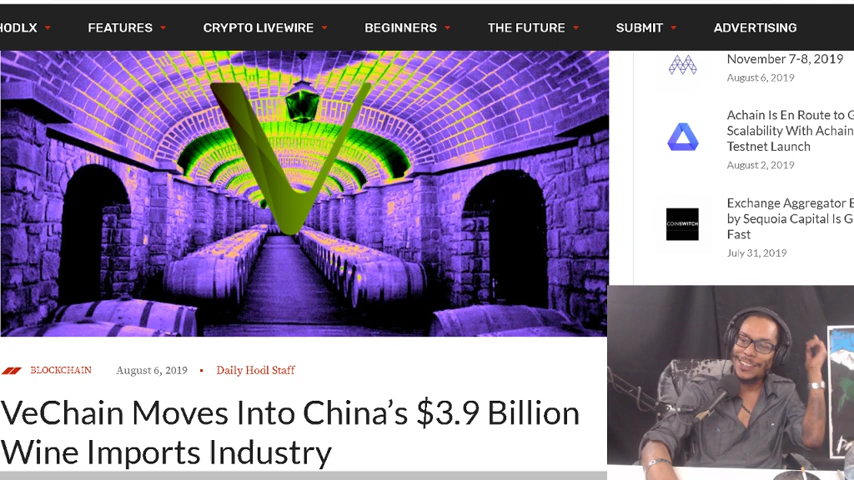 HODLX FEATURES CRYPTO LIVEWIRE BEGINNERS THE FUTURE SUBMIT ADVERTISING
November 7-8, 2019
August 6, 2019
Achain Is En Route to G
Scalability With Achain
Testnet Launch
August 2, 2019
Exchange Aggregator
by Sequoia Capital Is G
Fast
July 31, 2019
COINSWITCH
BLOCKCHAIN August 6, 2019 • Daily Hodl Staff
VeChain Moves Into China's $3.9 Billion
Wine Imports Industry